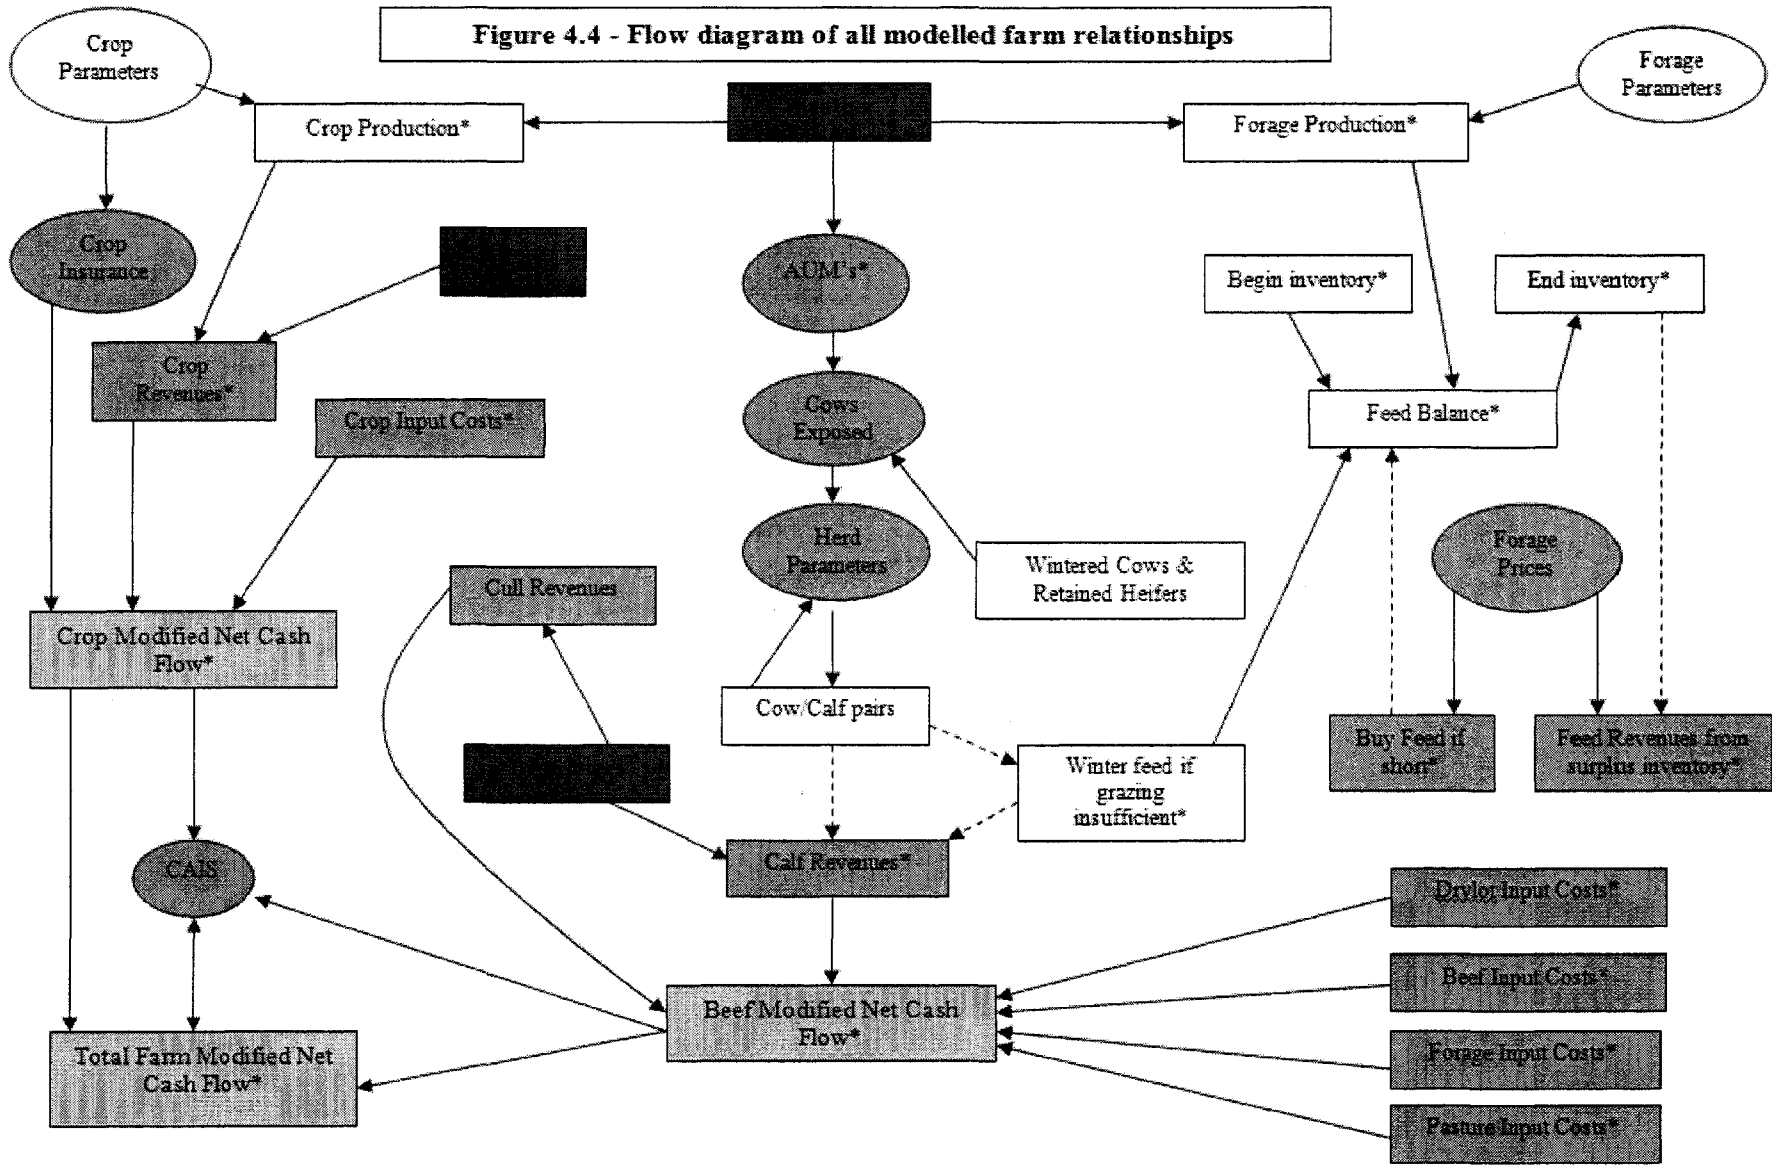 Figure 4.4 - Flow diagram of all modelled farm relationships
Crop
Parameters
Forage
Parameters
Crop Production*
Forage Production*
Crop
Insurance
AUM's*
Begin inventory*
End inventory*
Crop
Revenues*
Crop Input Costs*
Cows
Exposed
Feed Balance*
Herd
Parameters
Forage
Prices
Wintered Cows &
Retained Heifers
Cull Revenues
Crop Modified Net Cash
Flow*
Cow/Calf pairs
Buy Feed if
short*
Feed Revenues from
surplus inventory*
Winter feed if
grazing
insufficient*
Calf Revenues*
CAIS
Drylot Input Costs*
Beef Input Costs*
Beef Modified Net Cash
Flow*
Forage Input Costs*
Total Farm Modified Net
Cash Flow*
Pasture Input Costs*